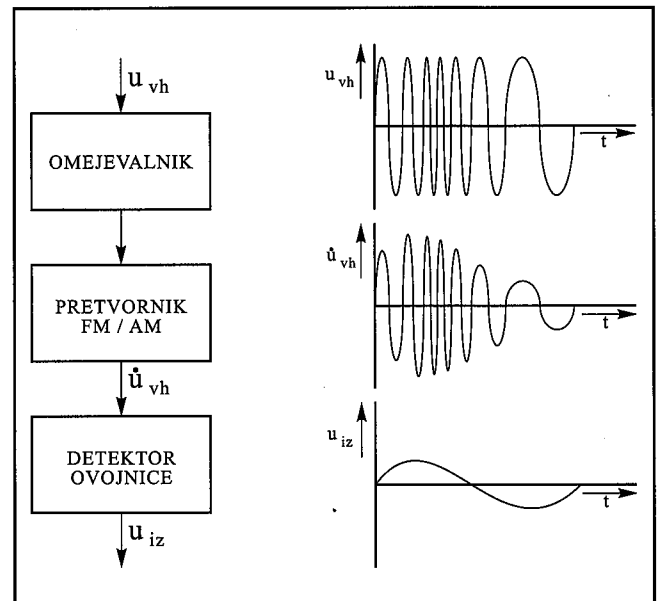 u vh
OMEJEVALNIK
PRETVORNIK
FM / AM
u̇ vh
DETEKTOR
OVOJNICE
u iz
u vh
t
u̇ vh
t
u iz
t